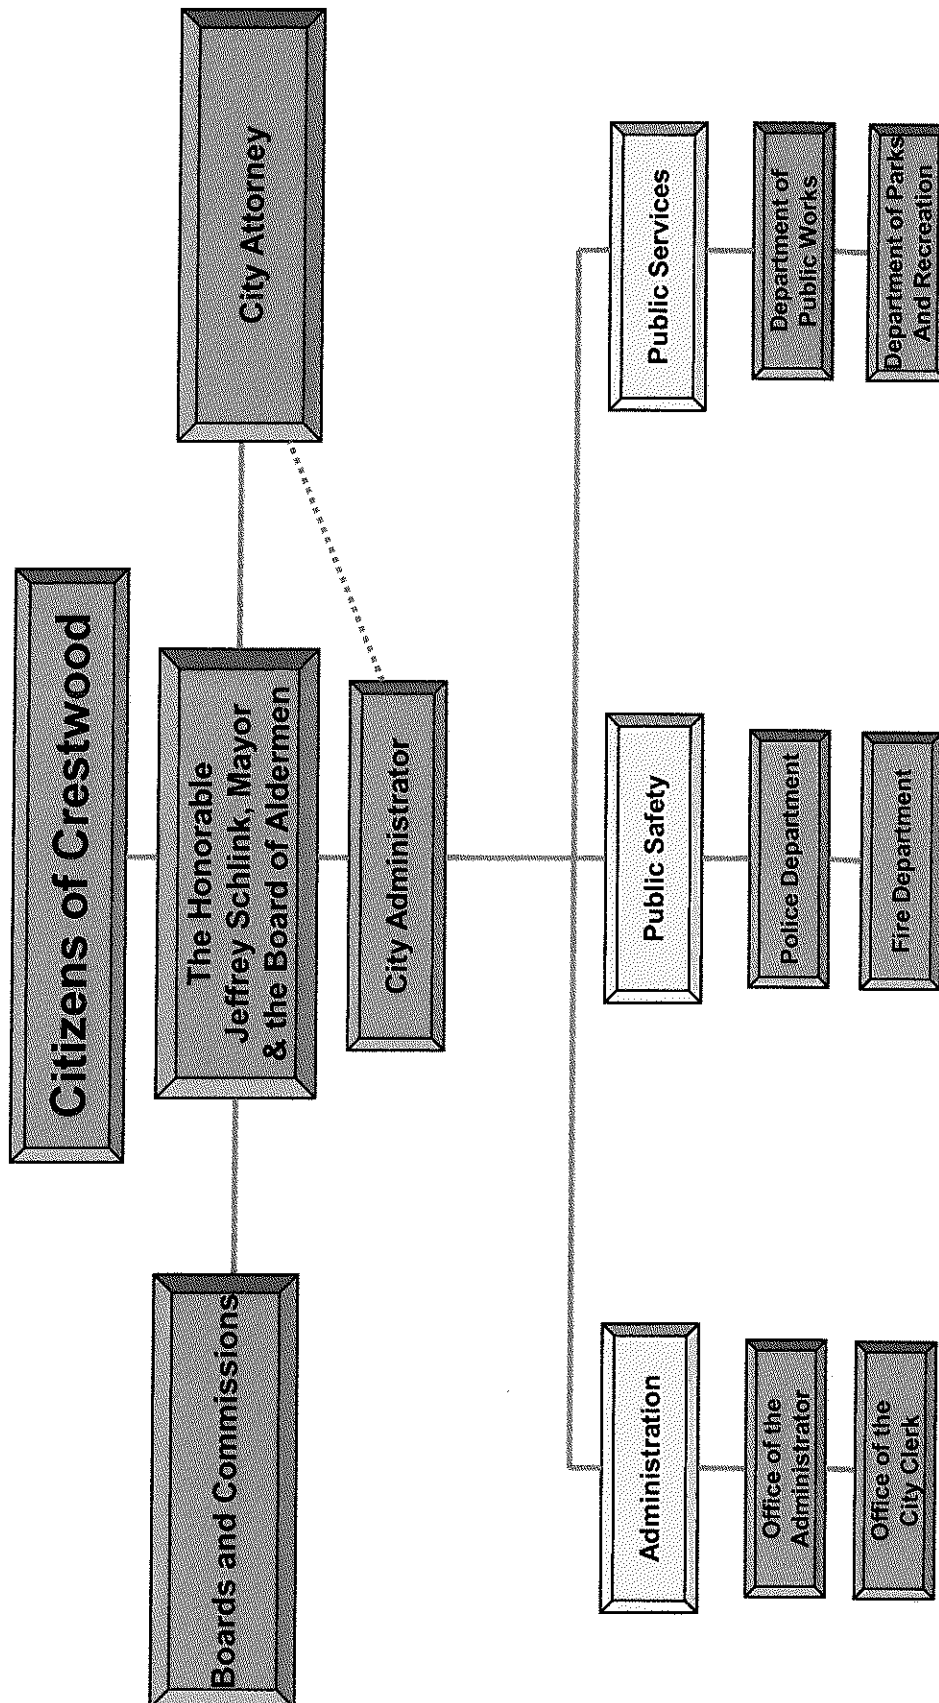 Citizens of Crestwood
Boards and Commissions
The Honorable
Jeffrey Schlink, Mayor
& the Board of Aldermen
City Attorney
City Administrator
Administration
Public Safety
Public Services
Office of the
Administrator
Police Department
Department of
Public Works
Office of the
City Clerk
Fire Department
Department of Parks
And Recreation